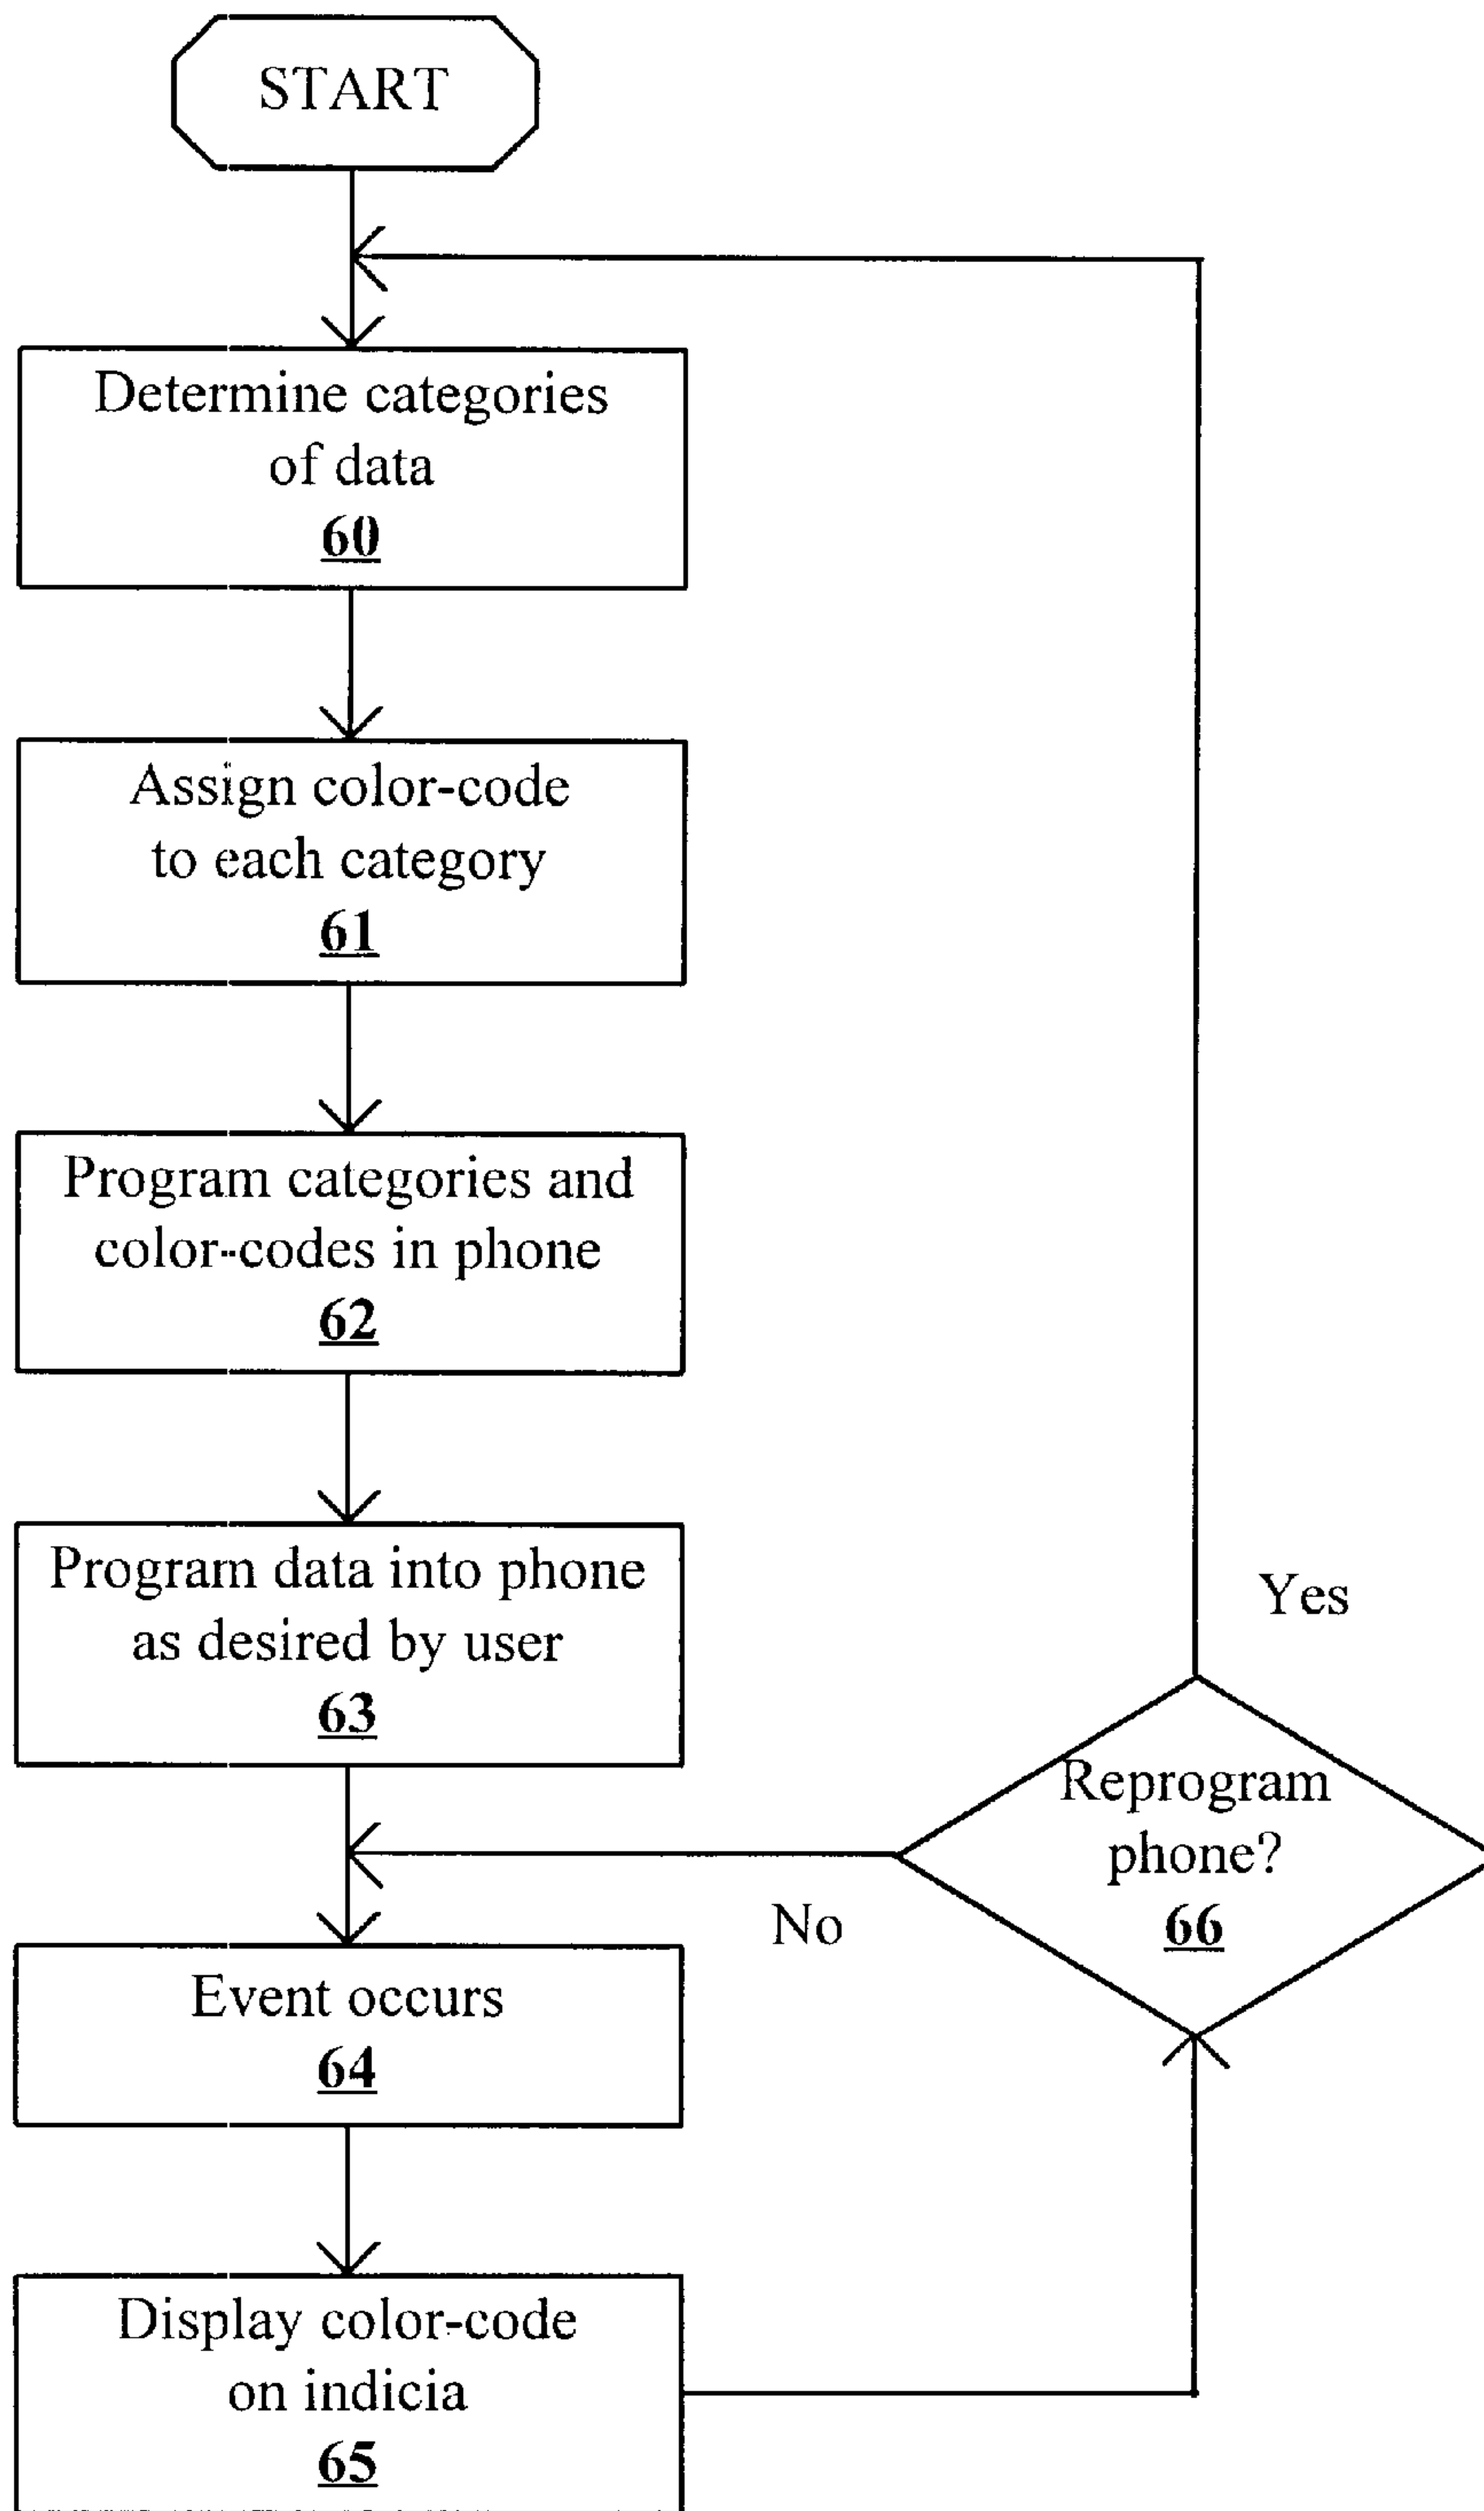 START
Determine categories
of data
60
Assign color-code
to each category
61
Program categories and
color-codes in phone
62
Program data into phone
as desired by user
63
Yes
Reprogram
phone?
66
No
Event occurs
64
Display color-code
on indicia
65